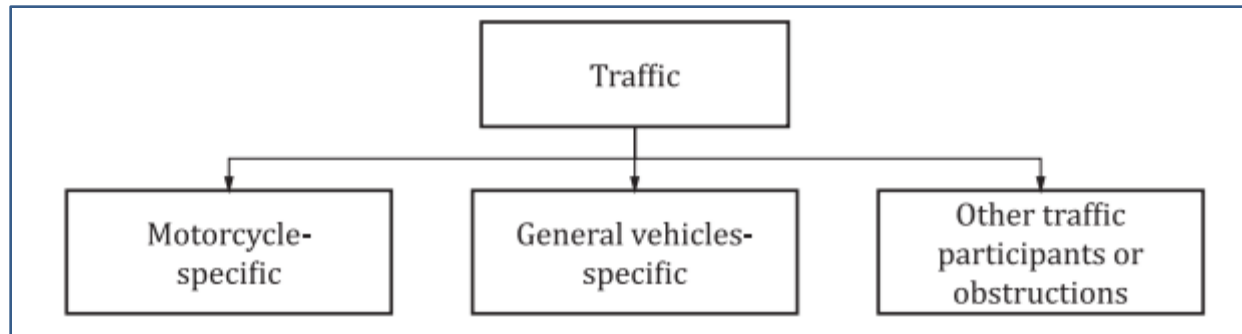 Traffic
Motorcycle-
specific
General vehicles-
specific
Other traffic
participants or
obstructions